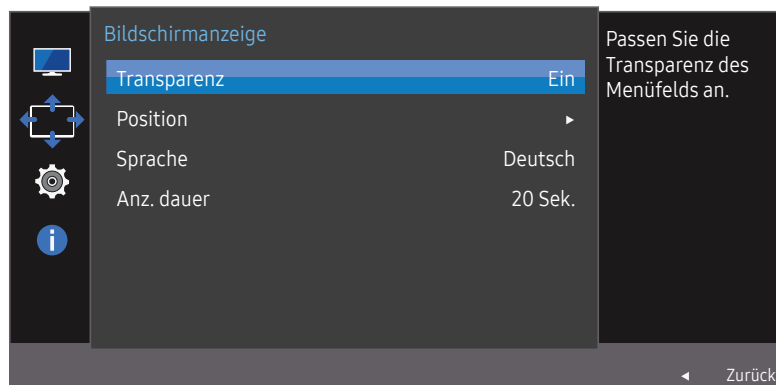 Bildschirmanzeige
Transparenz Ein
Position ▸
Sprache Deutsch
Anz. dauer 20 Sek.
Passen Sie die
Transparenz des
Menüfelds an.
◂ Zurück